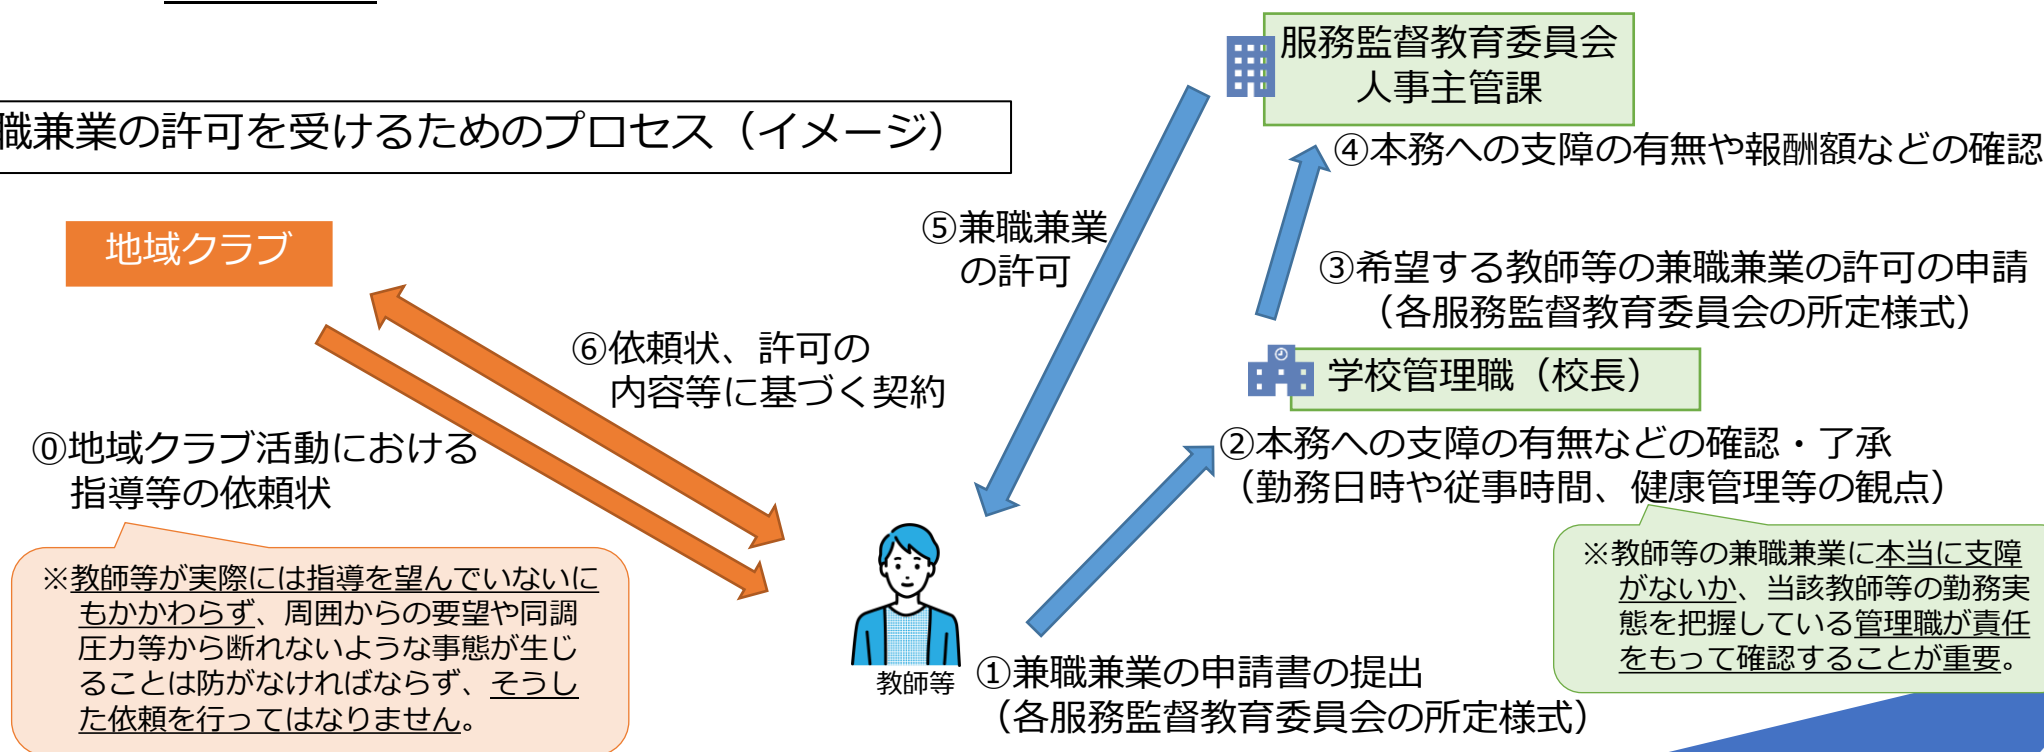 職兼業の許可を受けるためのプロセス（イメージ）
服務監督教育委員会
人事主管課
④本務への支障の有無や報酬額などの確認
地域クラブ
⑤兼職兼業
の許可
③希望する教師等の兼職兼業の許可の申請
（各服務監督教育委員会の所定様式）
⑥依頼状、許可の
内容等に基づく契約
学校管理職（校長）
⓪地域クラブ活動における
指導等の依頼状
②本務への支障の有無などの確認・了承
（勤務日時や従事時間、健康管理等の観点）
※教師等が実際には指導を望んでいないに
もかかわらず、周囲からの要望や同調
圧力等から断れないような事態が生じ
ることは防がなければならず、そうし
た依頼を行ってはなりません。
※教師等の兼職兼業に本当に支障
がないか、当該教師等の勤務実
態を把握している管理職が責任
をもって確認することが重要。
教師等
①兼職兼業の申請書の提出
（各服務監督教育委員会の所定様式）